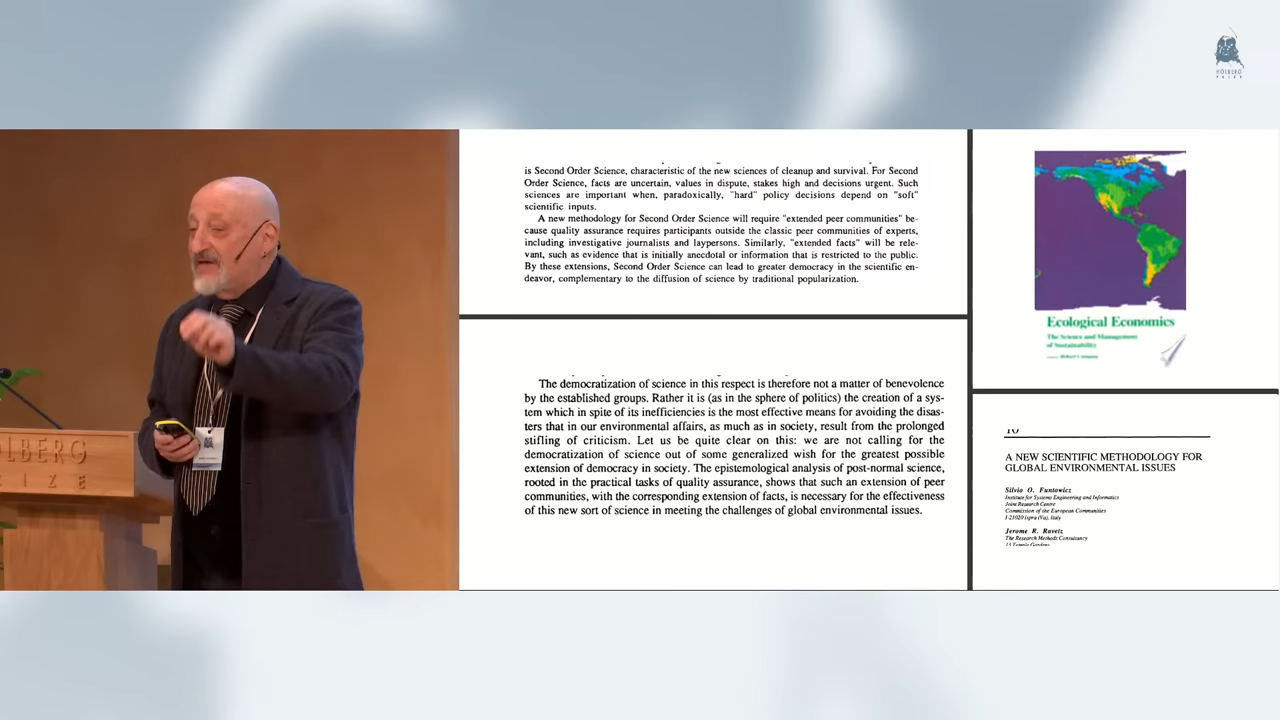 HOLBERG
PRIZE
OLBERG
RIZE
is Second Order Science, characteristic of the new sciences of cleanup and survival. For Second
Order Science, facts are uncertain, values in dispute, stakes high and decisions urgent. Such
sciences are important when, paradoxically, "hard" policy decisions depend on "soft"
scientific inputs.
A new methodology for Second Order Science will require "extended peer communities" be-
cause quality assurance requires participants outside the classic peer communities of experts,
including investigative journalists and laypersons. Similarly, "extended facts" will be rele-
vant, such as evidence that is initially anecdotal or information that is restricted to the public.
By these extensions, Second Order Science can lead to greater democracy in the scientific en-
deavor, complementary to the diffusion of science by traditional popularization.
The democratization of science in this respect is therefore not a matter of benevolence
by the established groups. Rather it is (as in the sphere of politics) the creation of a sys-
tem which in spite of its inefficiencies is the most effective means for avoiding the disas-
ters that in our environmental affairs, as much as in society, result from the prolonged
stifling of criticism. Let us be quite clear on this: we are not calling for the
democratization of science out of some generalized wish for the greatest possible
extension of democracy in society. The epistemological analysis of post-normal science,
rooted in the practical tasks of quality assurance, shows that such an extension of peer
communities, with the corresponding extension of facts, is necessary for the effectiveness
of this new sort of science in meeting the challenges of global environmental issues.
Ecological Economics
The Science and Management
of Sustainability
A NEW SCIENTIFIC METHODOLOGY FOR
GLOBAL ENVIRONMENTAL ISSUES
Silvio O. Funtowicz
Institute for Systems Engineering and Informatics
Joint Research Centre
Commission of the European Communities
I-21020 Ispra (Va), Italy
Jerome R. Ravetz
The Research Methods Consultancy